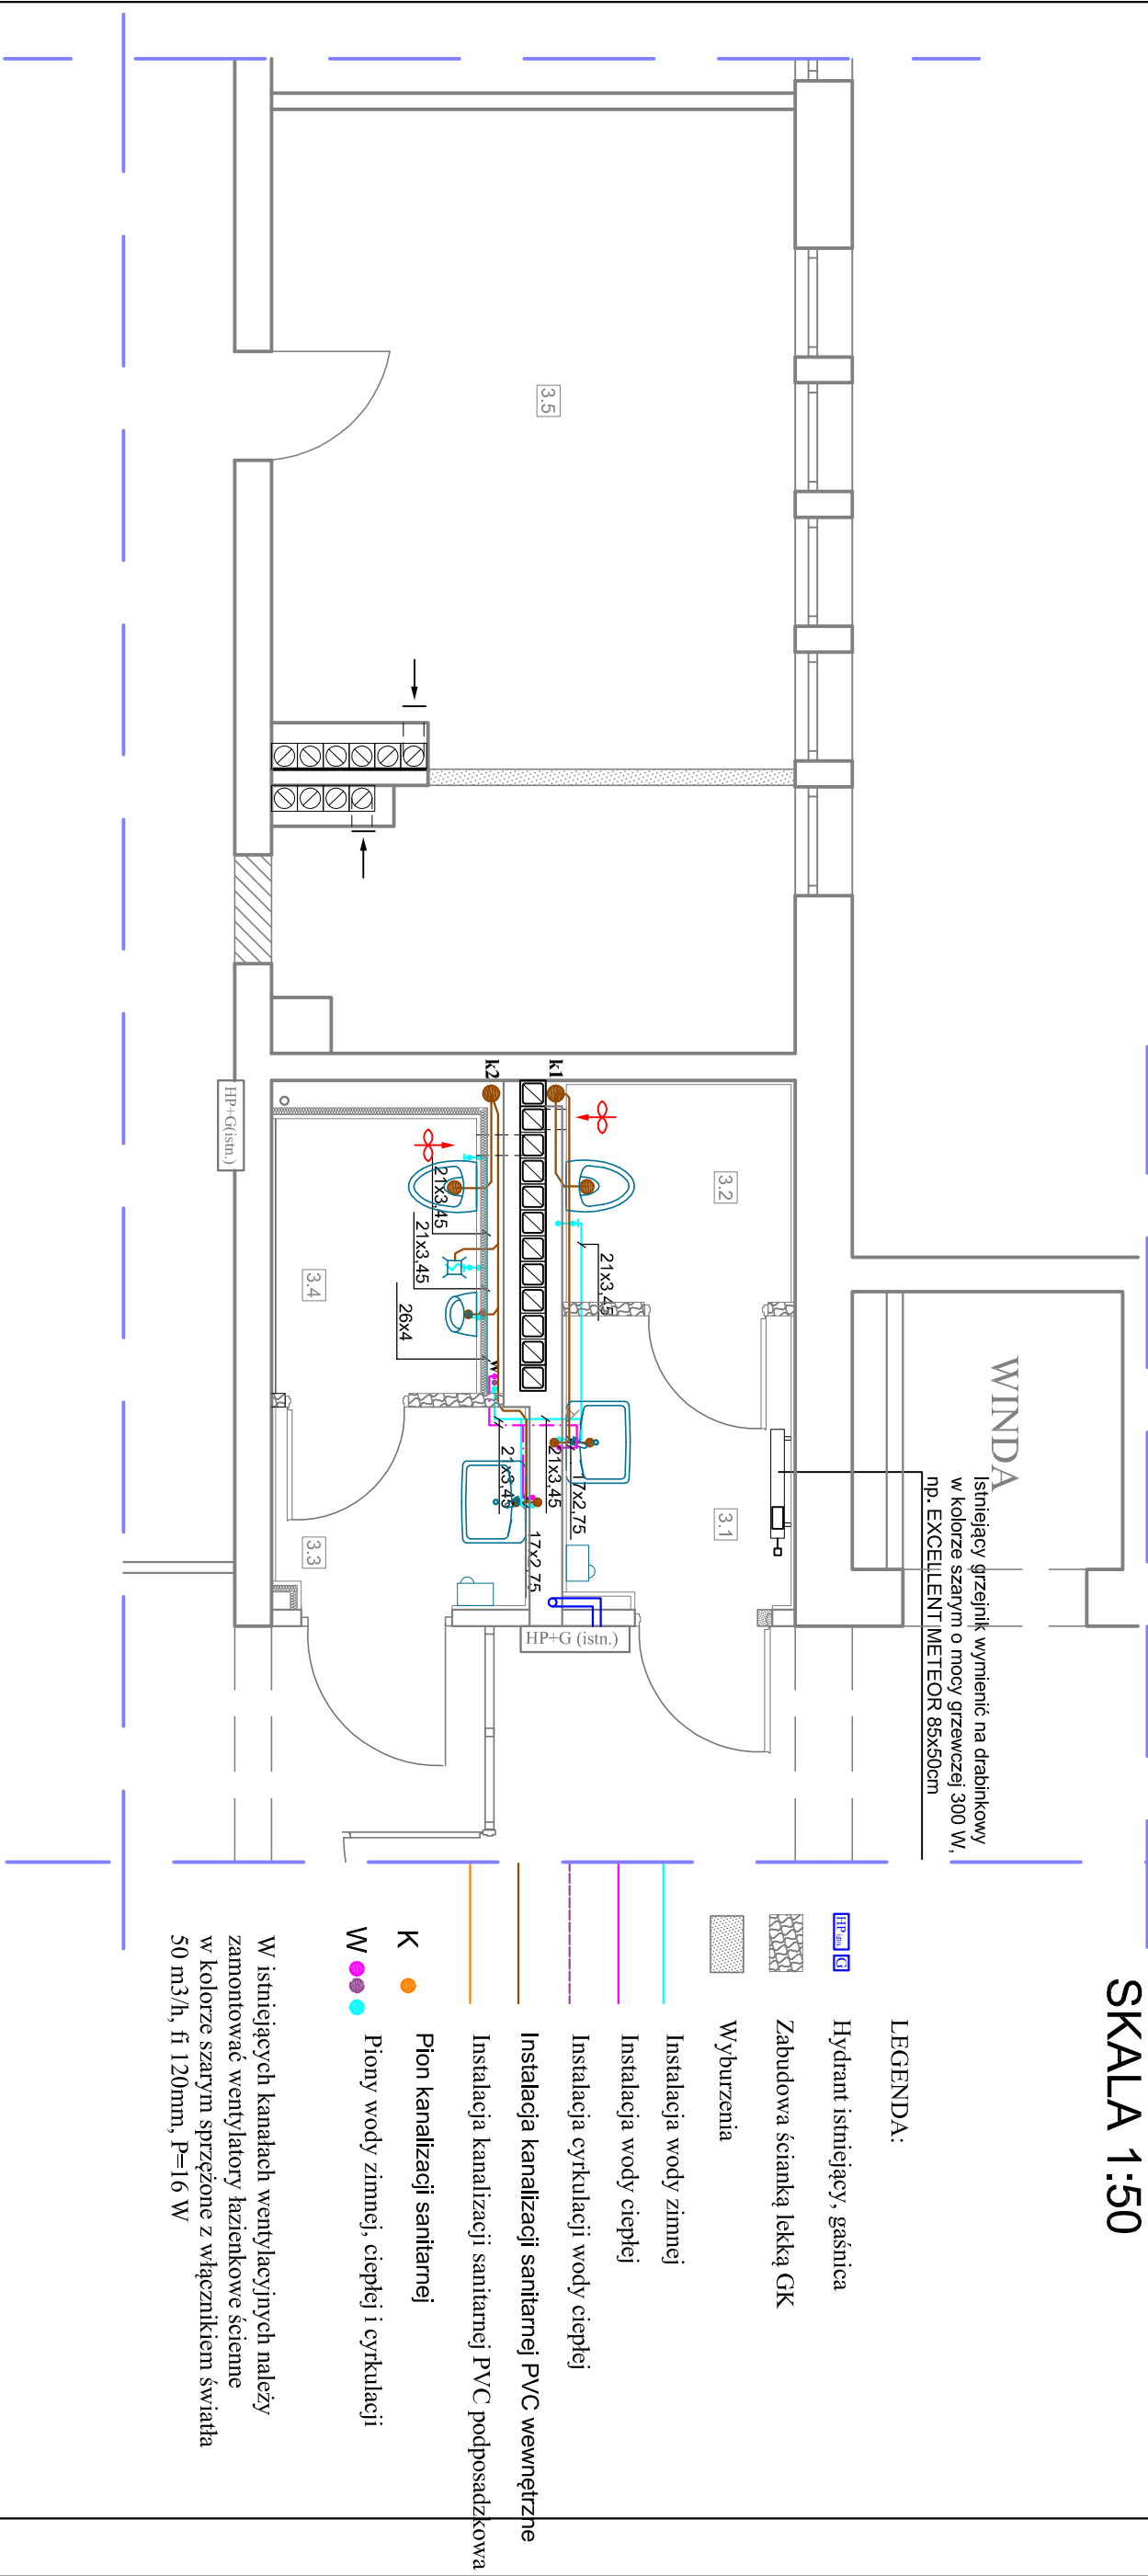 SKALA 1:50
WINDA
Istniejący grzejnik wymienić na drabinkowy
w kolorze szarym o mocy grzewczej 300 W,
np. EXCELLENT METEOR 85x50cm
3.5
3.2
3.1
3.4
3.3
k1
k2
21x3,45
17x2,75
21x3,45
21x3,45
17x2,75
21x3,45
21x3,45
26x4
w
HP+G (istn.)
HP+G(istn.)
LEGENDA:
HP istn. G
Hydrant istniejący, gaśnica
Zabudowa ścianką lekką GK
Wyburzenia
Instalacja wody zimnej
Instalacja wody ciepłej
Instalacja cyrkulacji wody ciepłej
Instalacja kanalizacji sanitarnej PVC wewnętrzne
Instalacja kanalizacji sanitarnej PVC podposadzkowa
K Pion kanalizacji sanitarnej
W Piony wody zimnej, ciepłej i cyrkulacji
W istniejących kanałach wentylacyjnych należy
zamontować wentylatory łazienkowe ścienne
w kolorze szarym sprzężone z włącznikiem światła
50 m3/h, fi 120mm, P=16 W